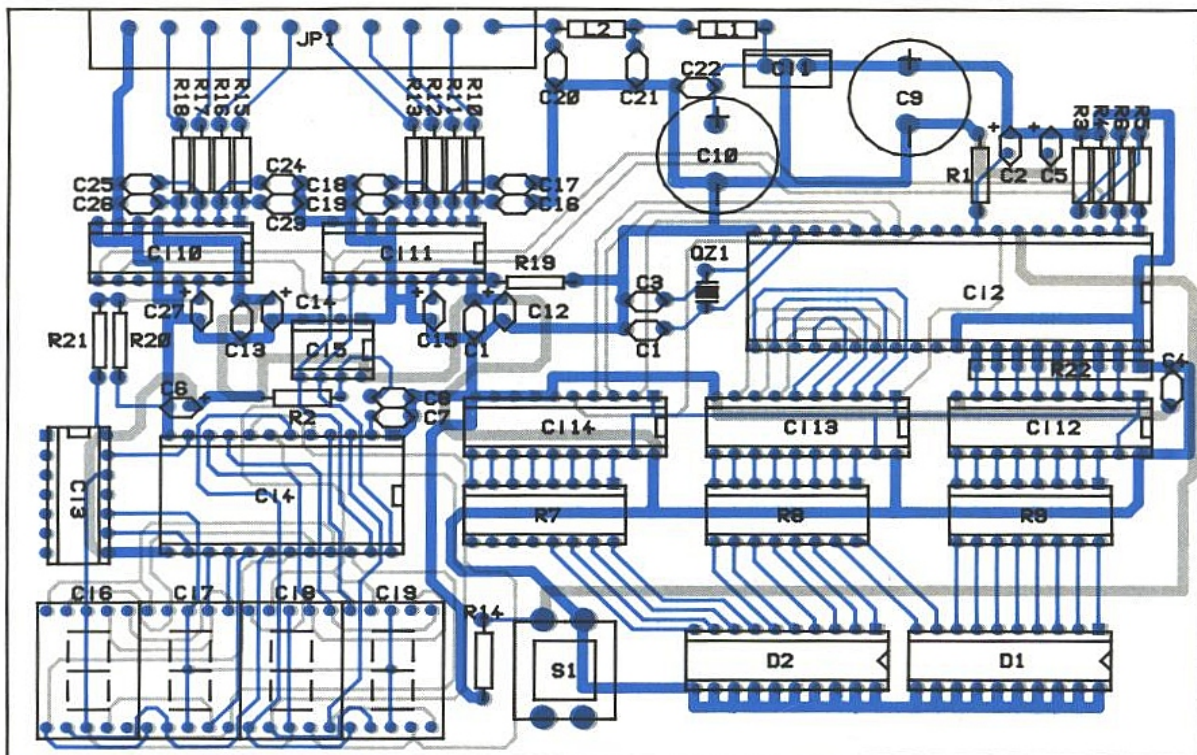 JP1
L2
L1
C22
CI1
C9
C20
C21
R18
R17
R16
R15
R13
R12
R11
R10
C10
R1
C2
C5
R3
R4
R6
R5
C25
C24
C18
C17
C26
C23
C19
C16
CI10
CI11
R19
QZ1
CI2
C27
C14
C3
C12
R21
R20
C13
CI5
C15
C1
C1
R22
C4
C6
R2
C8
C7
CI14
CI13
CI12
CI3
CI4
R7
R8
R9
CI6
CI7
CI8
CI9
R14
S1
D2
D1